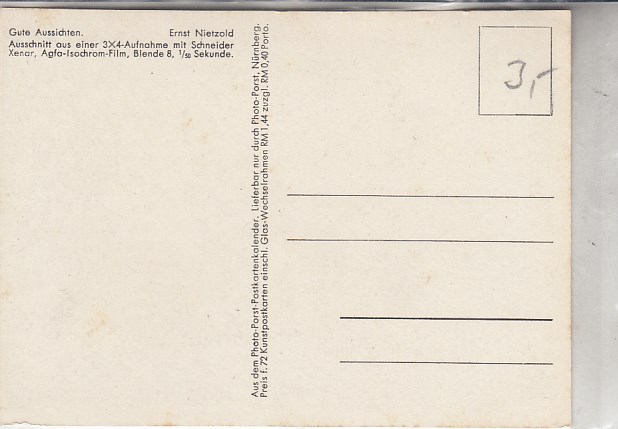 Gute Aussichten. Ernst Nietzold
Ausschnitt aus einer 3X4-Aufnahme mit Schneider
Xenar, Agfa-Isochrom-Film, Blende 8, 1/50 Sekunde.
Aus dem Photo-Porst-Postkartenkalender. Lieferbar nur durch Photo-Porst, Nürnberg.
Preis f. 72 Kunstpostkarten einschl. Glas-Wechselrahmen RM 1,44 zuzgl. RM 0,40 Porto.
3,-